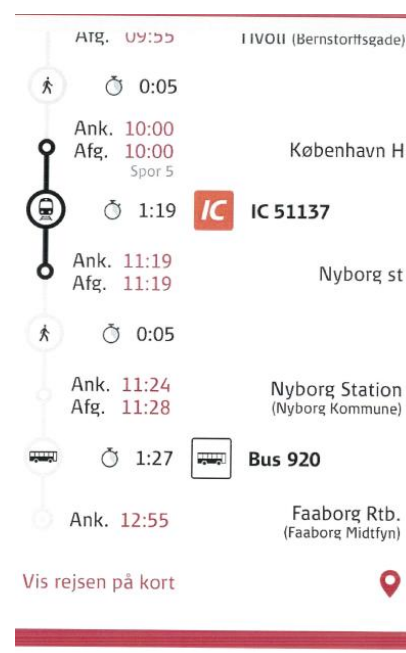 Afg. 09:55 Tivoli (Bernstorffsgade)
0:05
Ank. 10:00
Afg. 10:00 København H
Spor 5
1:19 IC IC 51137
Ank. 11:19
Afg. 11:19 Nyborg st
0:05
Ank. 11:24 Nyborg Station
Afg. 11:28 (Nyborg Kommune)
1:27 Bus 920
Ank. 12:55 Faaborg Rtb.
(Faaborg Midtfyn)
Vis rejsen på kort